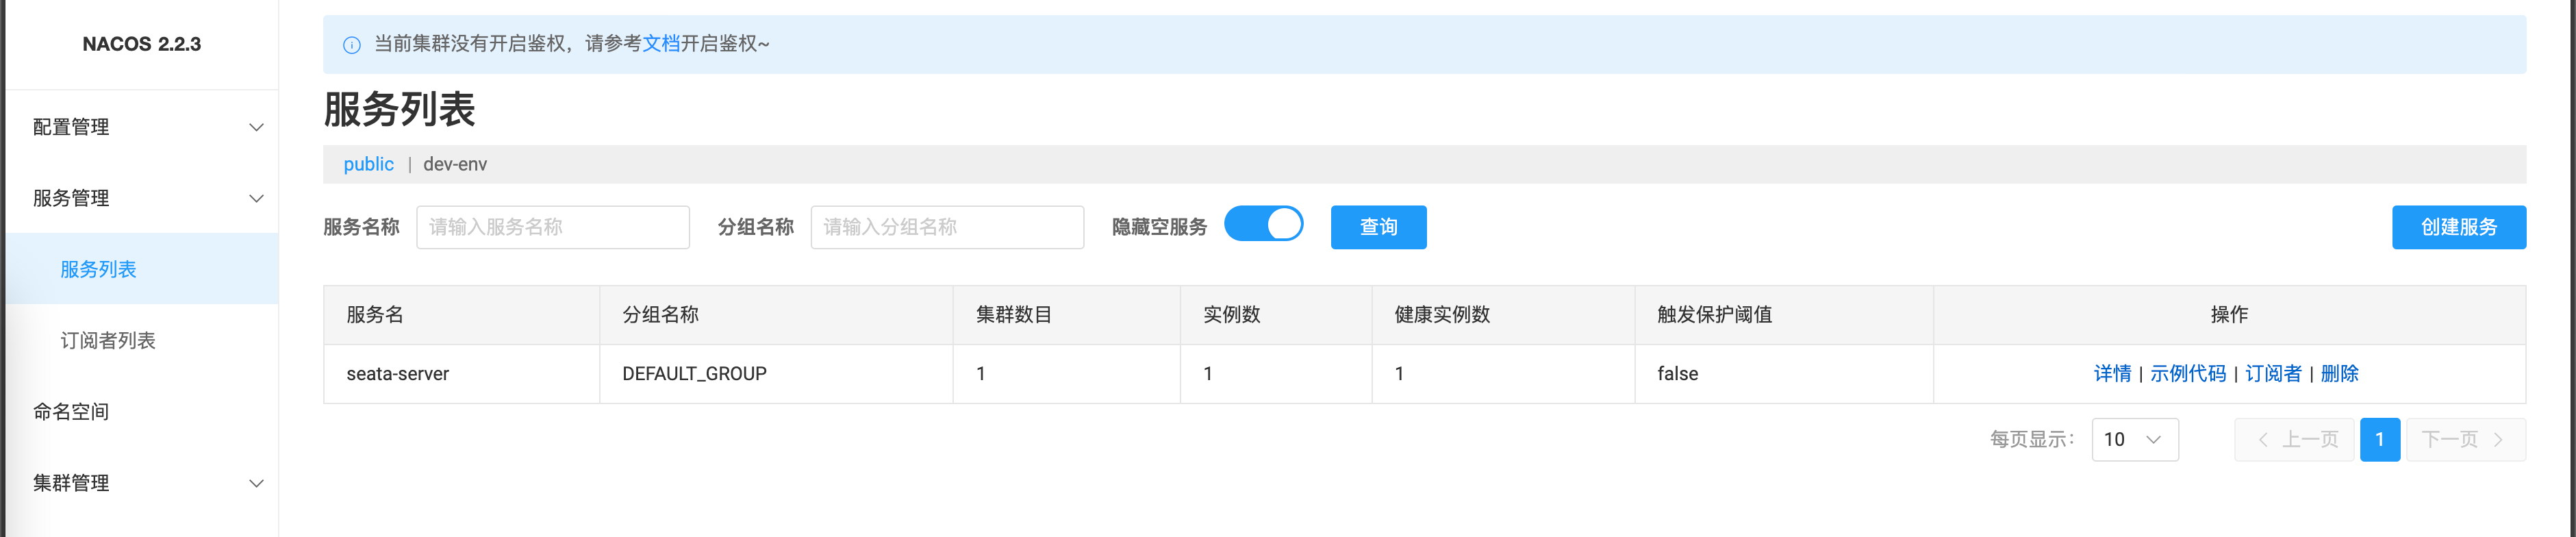 NACOS 2.2.3
配置管理
服务管理
服务列表
订阅者列表
命名空间
集群管理
当前集群没有开启鉴权，请参考文档开启鉴权~
服务列表
public | dev-env
服务名称 请输入服务名称 分组名称 请输入分组名称 隐藏空服务 查询 创建服务
服务名 分组名称 集群数目 实例数 健康实例数 触发保护阈值 操作
seata-server DEFAULT_GROUP 1 1 1 false 详情 | 示例代码 | 订阅者 | 删除
每页显示： 10 上一页 1 下一页